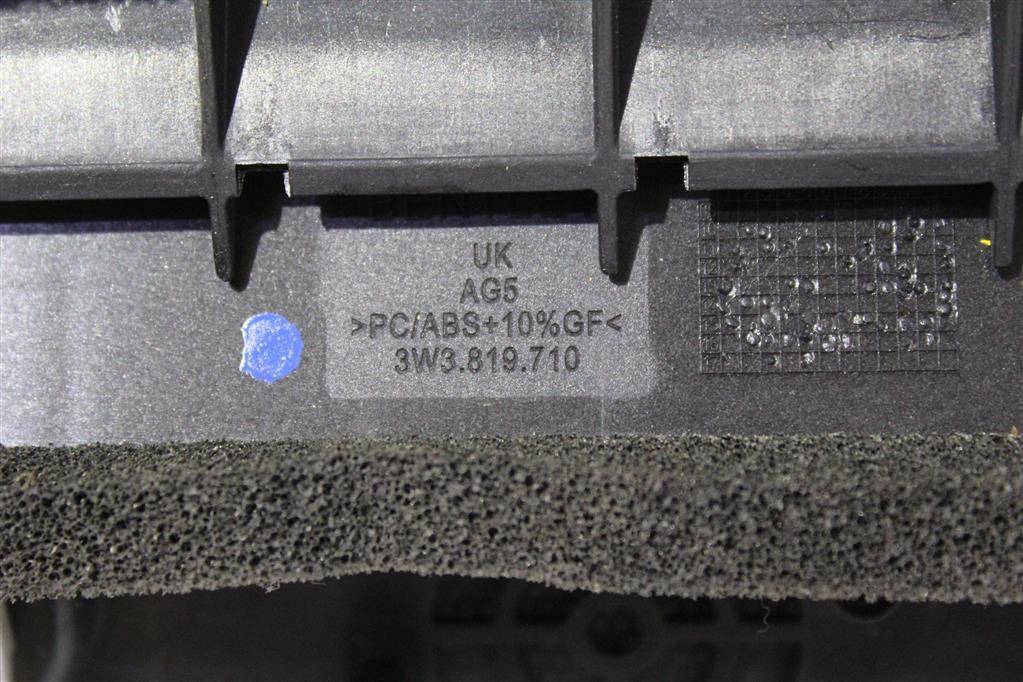 UK
AG5
>PC/ABS+10%GF<
3W3.819.710